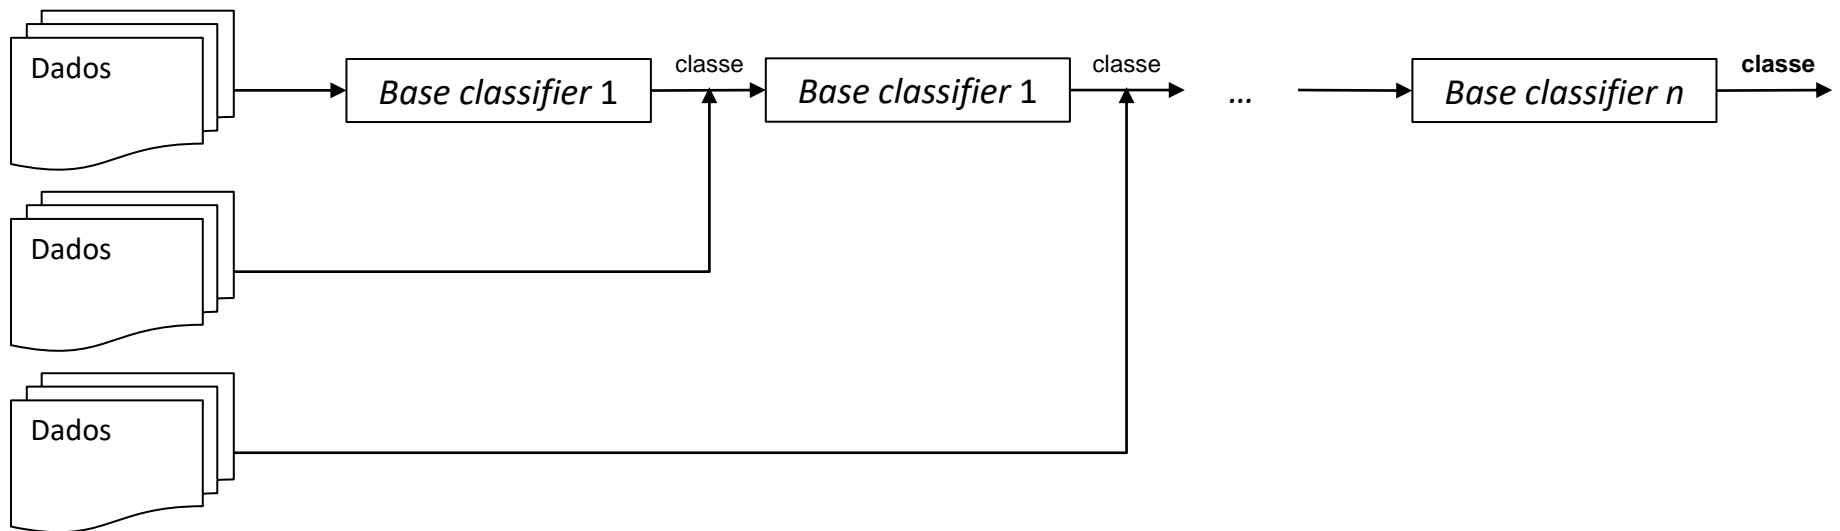 Dados
Base classifier 1
classe
Base classifier 1
classe
...
Base classifier n
classe
Dados
Dados